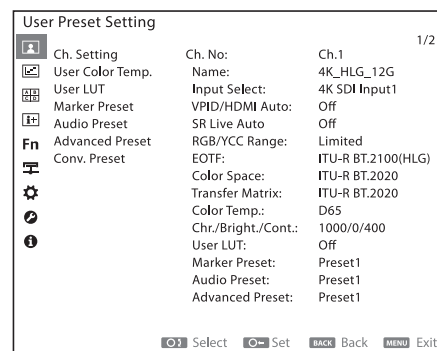 User Preset Setting
1/2
Ch. Setting Ch. No: Ch.1
User Color Temp. Name: 4K_HLG_12G
User LUT Input Select: 4K SDI Input1
Marker Preset VPID/HDMI Auto: Off
Audio Preset SR Live Auto Off
Advanced Preset RGB/YCC Range: Limited
Conv. Preset EOTF: ITU-R BT.2100(HLG)
Color Space: ITU-R BT.2020
Transfer Matrix: ITU-R BT.2020
Color Temp.: D65
Chr./Bright./Cont.: 1000/0/400
User LUT: Off
Marker Preset: Preset1
Audio Preset: Preset1
Advanced Preset: Preset1
A B
C D
Fn
Select Set BACK Back MENU Exit